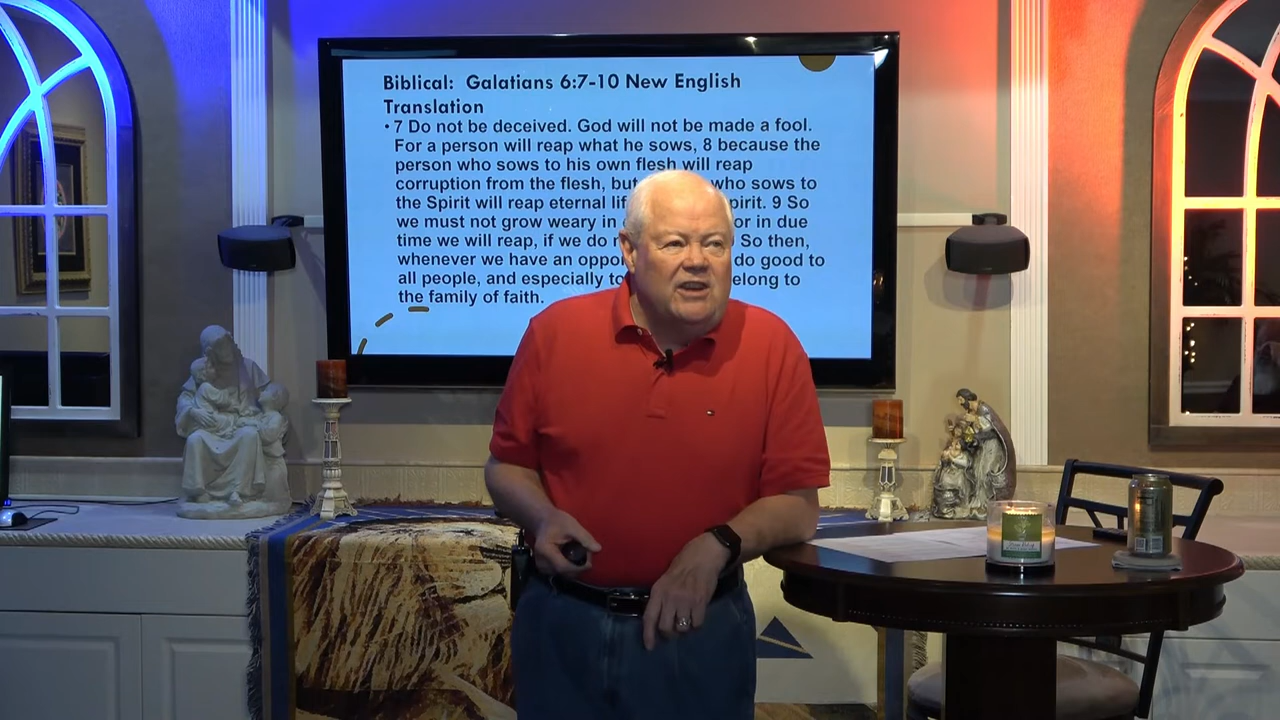 Biblical: Galatians 6:7-10 New English
Translation
• 7 Do not be deceived. God will not be made a fool.
For a person will reap what he sows, 8 because the
person who sows to his own flesh will reap
corruption from the flesh, but who sows to
the Spirit will reap eternal pirit. 9 So
we must not grow weary in or in due
time we will reap, if we do So then,
whenever we have an do good to
all people, and especially to elong to
the family of faith.